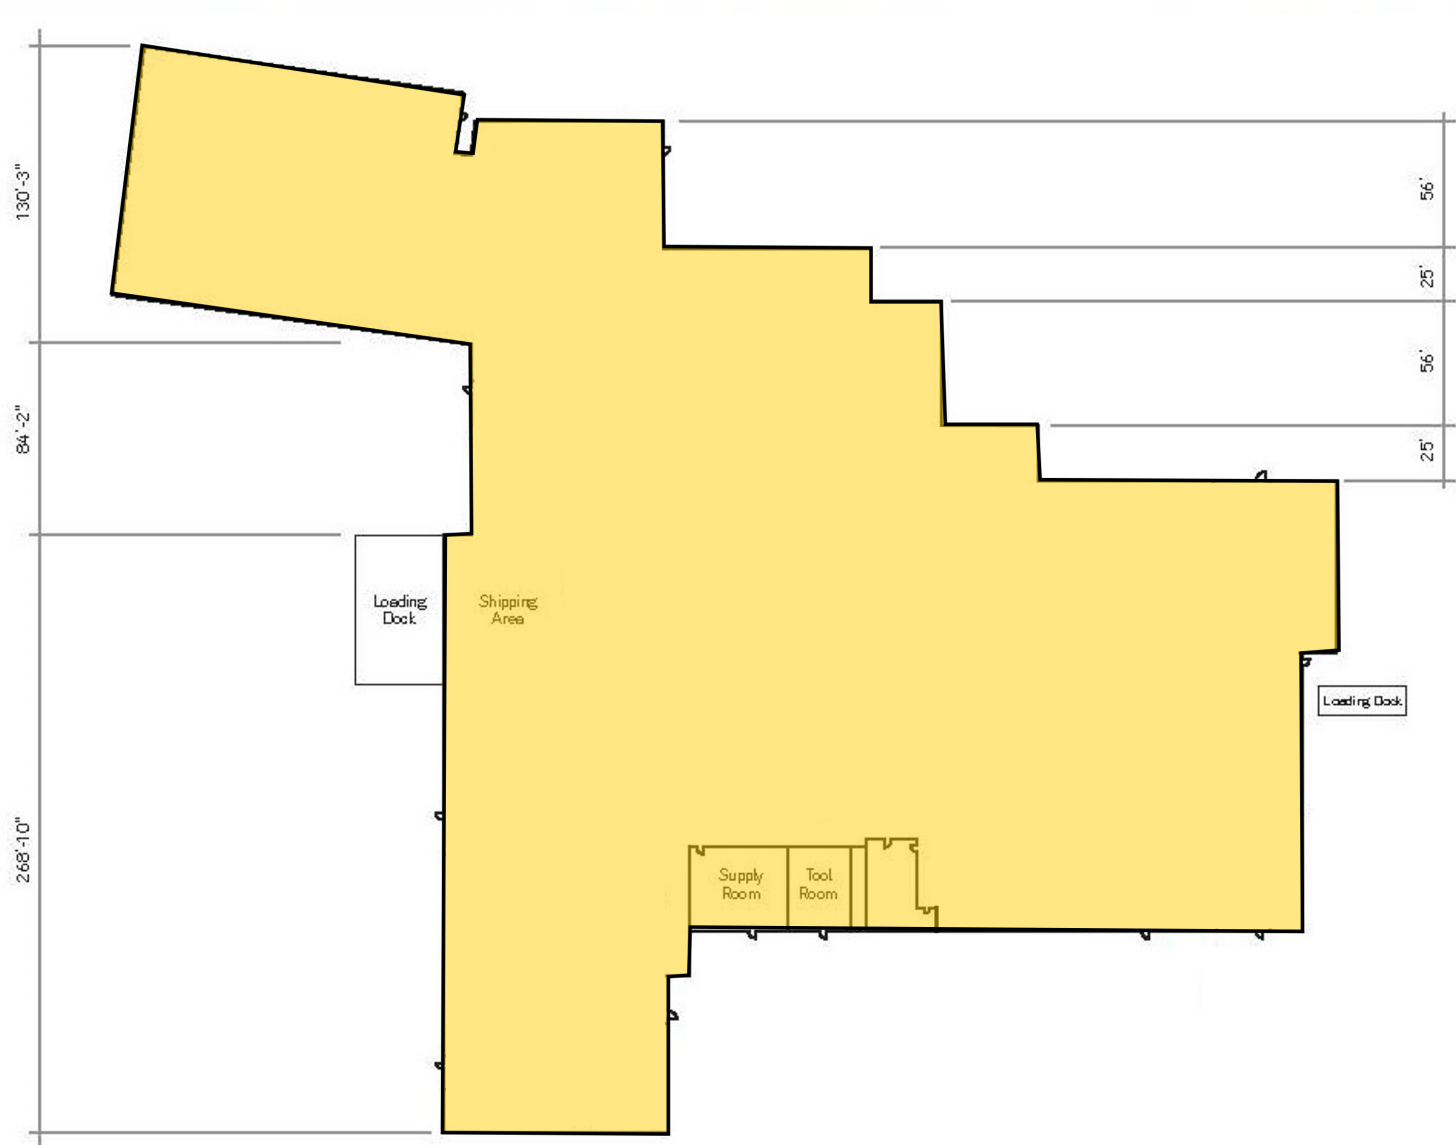 130'-3"
56'
25'
56'
84'-2"
25'
Loading
Dock
Shipping
Area
Loading Dock
268'-10"
Supply
Room
Tool
Room